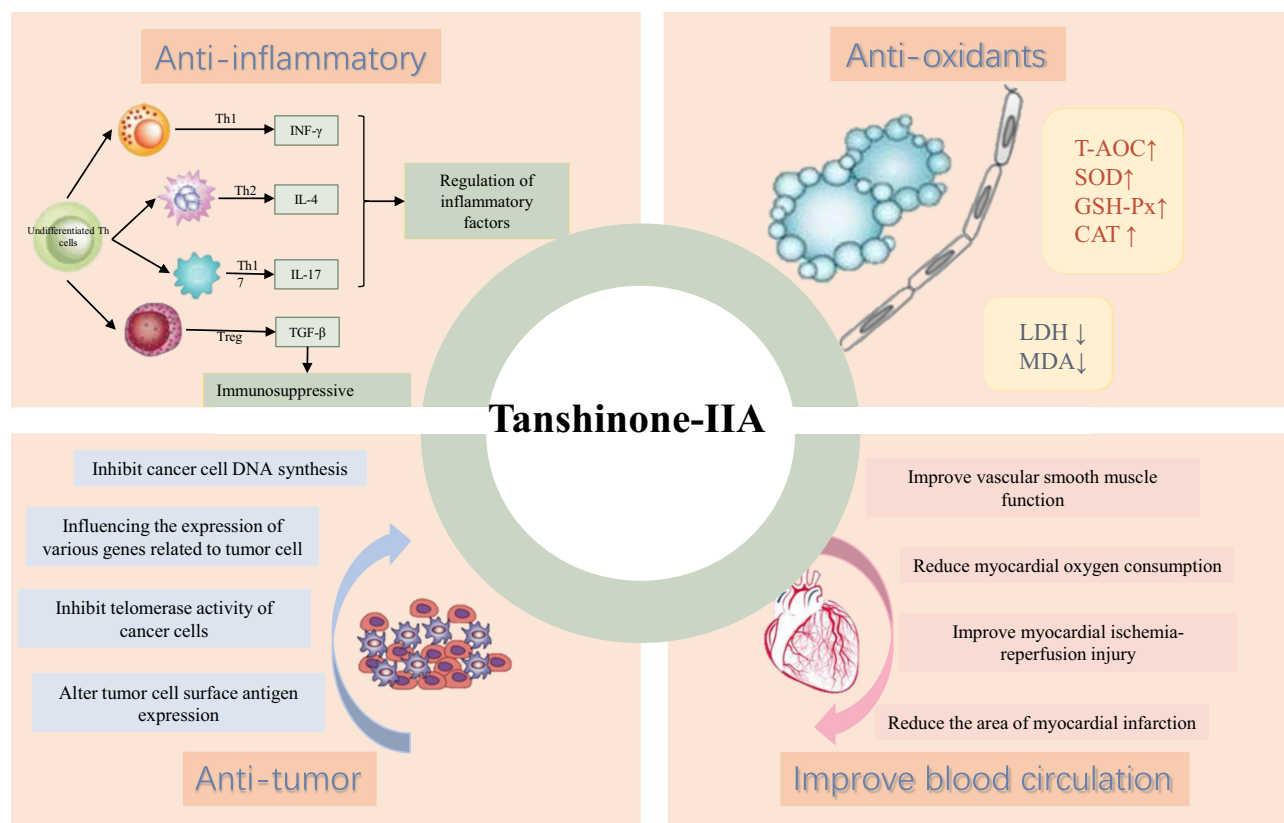 Anti-inflammatory
Th1
INF-γ
Th2
IL-4
Undifferentiated Th
cells
Th1
7
IL-17
Treg
TGF-β
Regulation of
inflammatory
factors
Immunosuppressive
Anti-oxidants
T-AOC↑
SOD↑
GSH-Px↑
CAT ↑
LDH ↓
MDA↓
Tanshinone-IIA
Inhibit cancer cell DNA synthesis
Influencing the expression of
various genes related to tumor cell
Inhibit telomerase activity of
cancer cells
Alter tumor cell surface antigen
expression
Anti-tumor
Improve vascular smooth muscle
function
Reduce myocardial oxygen consumption
Improve myocardial ischemia-
reperfusion injury
Reduce the area of myocardial infarction
Improve blood circulation